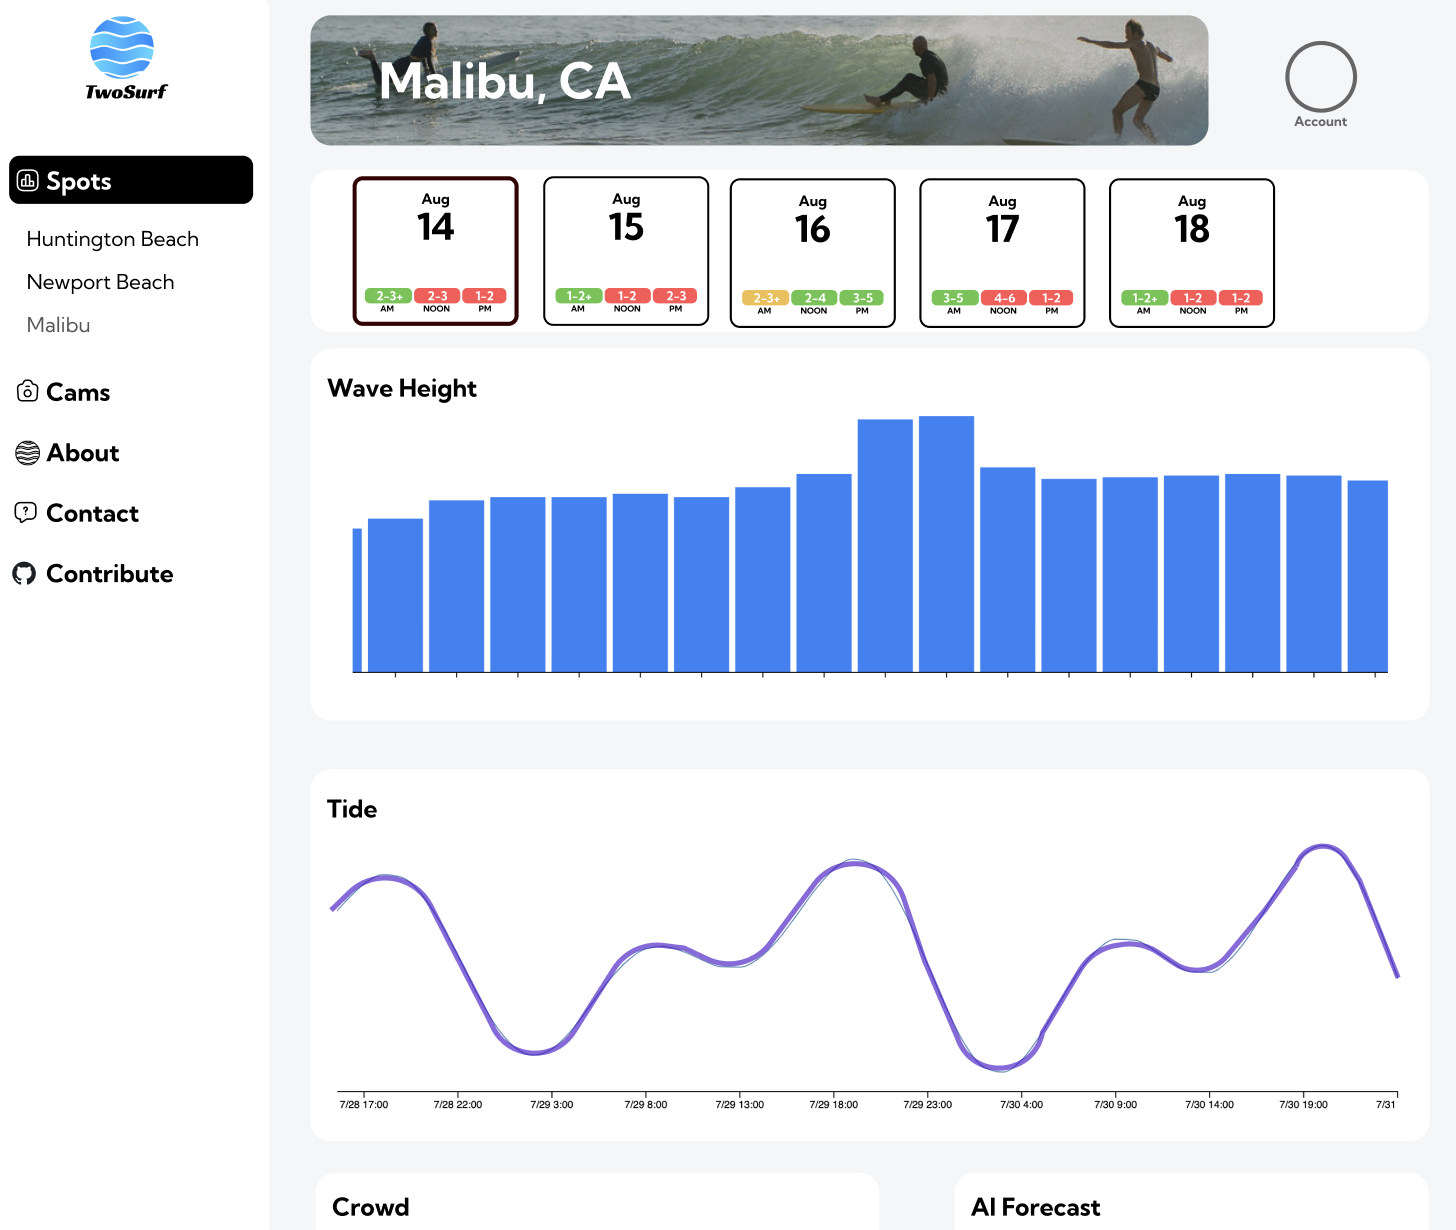 TwoSurf
Malibu, CA
Account
Spots
Huntington Beach
Newport Beach
Malibu
Cams
About
Contact
Contribute
Aug
14
2-3+ 2-3 1-2
AM NOON PM
Aug
15
1-2+ 1-2 2-3
AM NOON PM
Aug
16
2-3+ 2-4 3-5
AM NOON PM
Aug
17
3-5 4-6 1-2
AM NOON PM
Aug
18
1-2+ 1-2 1-2
AM NOON PM
Wave Height
Tide
7/28 17:00 7/28 22:00 7/29 3:00 7/29 8:00 7/29 13:00 7/29 18:00 7/29 23:00 7/30 4:00 7/30 9:00 7/30 14:00 7/30 19:00 7/31
Crowd
AI Forecast